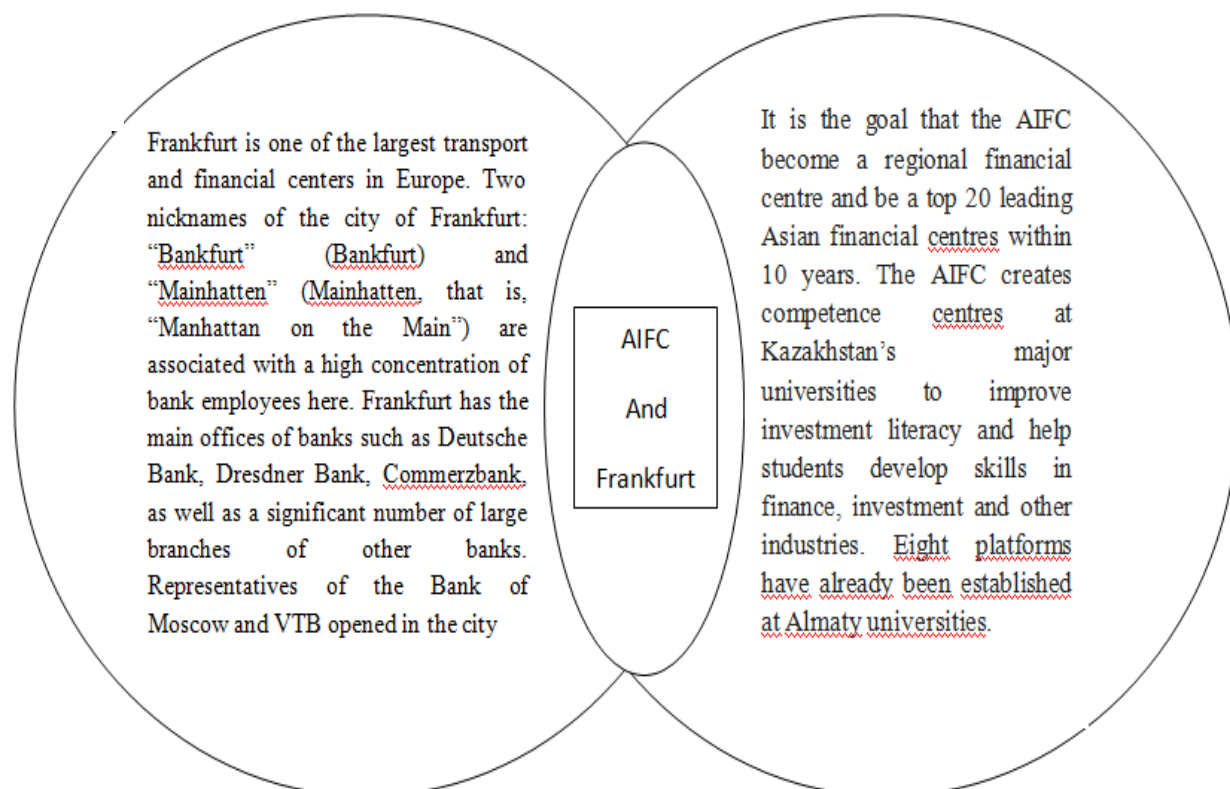 Frankfurt is one of the largest transport
and financial centers in Europe. Two
nicknames of the city of Frankfurt:
“Bankfurt” (Bankfurt) and
“Mainhatten” (Mainhatten, that is,
“Manhattan on the Main”) are
associated with a high concentration of
bank employees here. Frankfurt has the
main offices of banks such as Deutsche
Bank, Dresdner Bank, Commerzbank,
as well as a significant number of large
branches of other banks.
Representatives of the Bank of
Moscow and VTB opened in the city
AIFC
And
Frankfurt
It is the goal that the AIFC
become a regional financial
centre and be a top 20 leading
Asian financial centres within
10 years. The AIFC creates
competence centres at
Kazakhstan’s major
universities to improve
investment literacy and help
students develop skills in
finance, investment and other
industries. Eight platforms
have already been established
at Almaty universities.